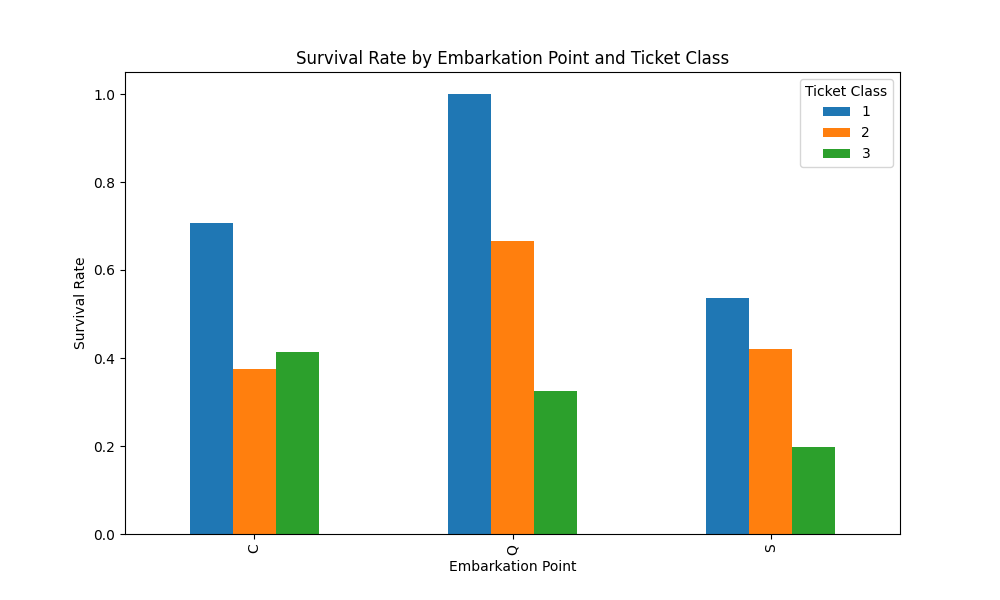 Survival Rate by Embarkation Point and Ticket Class
Survival Rate
1.0
0.8
0.6
0.4
0.2
0.0
Ticket Class
1
2
3
C
Q
S
Embarkation Point